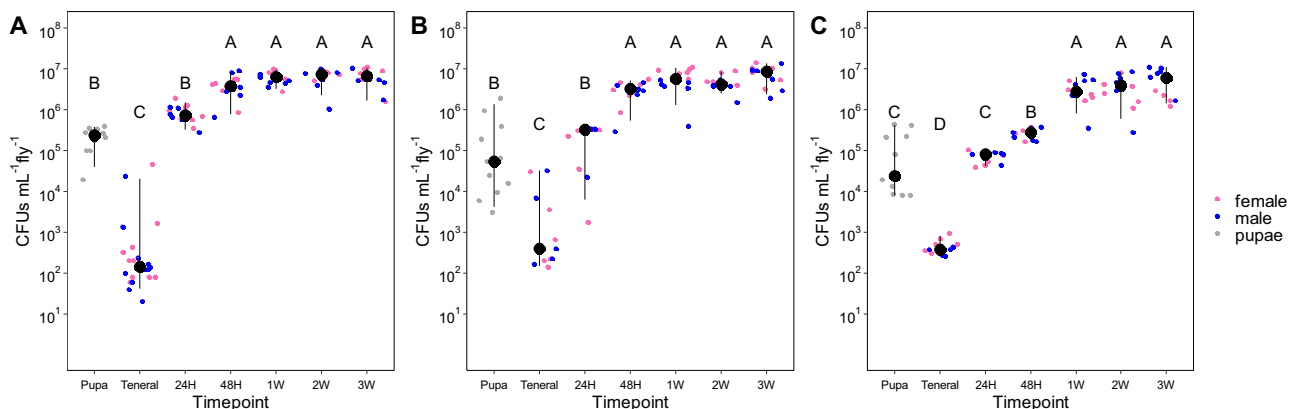 A
CFUs mL⁻¹fly⁻¹
10⁸
10⁷
10⁶
10⁵
10⁴
10³
10²
10¹
B C B A A A A
Pupa Teneral 24H 48H 1W 2W 3W
Timepoint
B
CFUs mL⁻¹fly⁻¹
10⁸
10⁷
10⁶
10⁵
10⁴
10³
10²
10¹
B C B A A A A
Pupa Teneral 24H 48H 1W 2W 3W
Timepoint
C
CFUs mL⁻¹fly⁻¹
10⁸
10⁷
10⁶
10⁵
10⁴
10³
10²
10¹
C D C B A A A
Pupa Teneral 24H 48H 1W 2W 3W
Timepoint
female
male
pupae